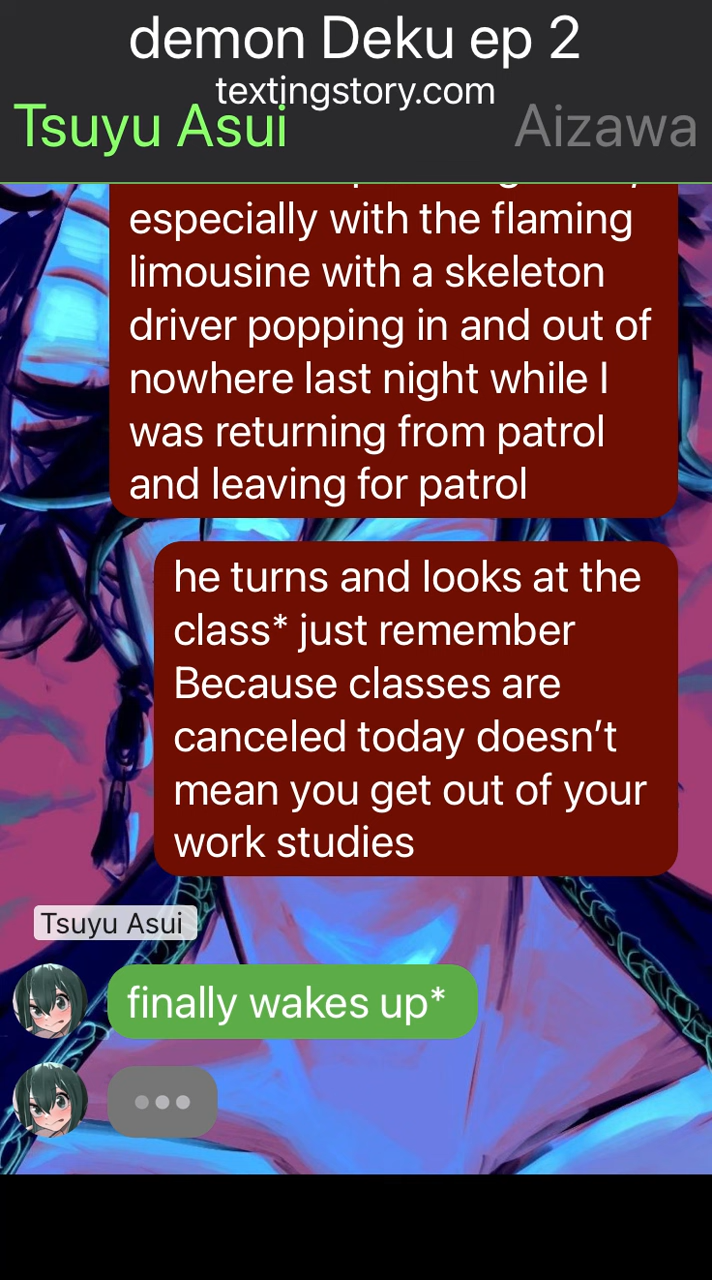 demon Deku ep 2
textingstory.com
Tsuyu Asui
Aizawa
especially with the flaming
limousine with a skeleton
driver popping in and out of
nowhere last night while I
was returning from patrol
and leaving for patrol
he turns and looks at the
class* just remember
Because classes are
canceled today doesn’t
mean you get out of your
work studies
Tsuyu Asui
finally wakes up*